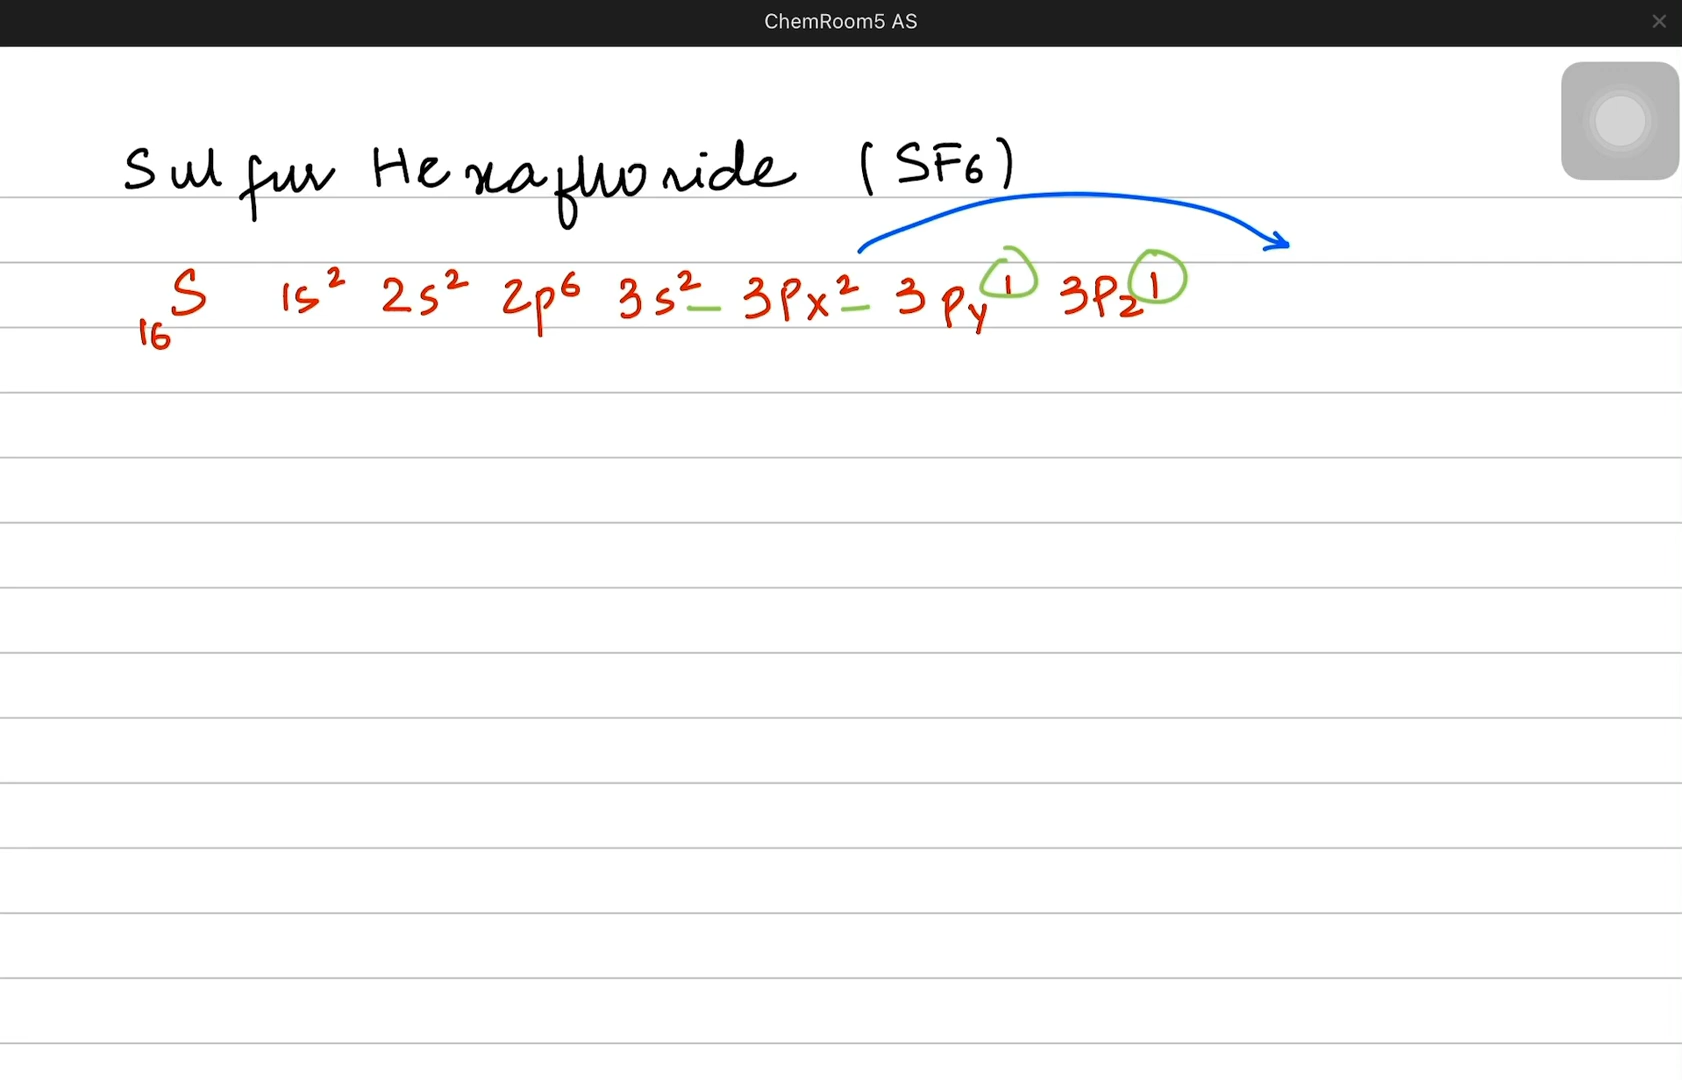 ChemRoom5 AS
Sulfur Hexafluoride (SF6)
16S 1s² 2s² 2p⁶ 3s² 3Px² 3Py¹ 3Pz¹